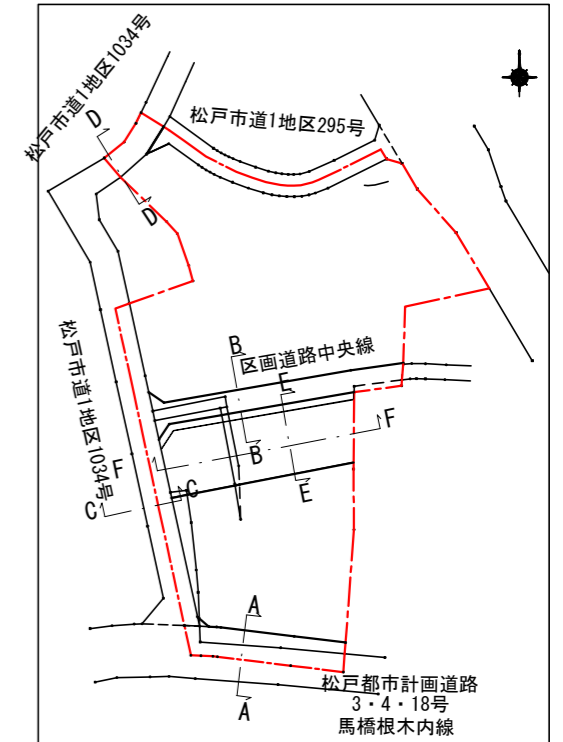 松戸市道1地区1034号
松戸市道1地区295号
D
D
松戸市道1地区1034号
B
区画道路中央線
E
F
F
B
C
C
E
A
A
松戸都市計画道路
3・4・18号
馬橋根木内線